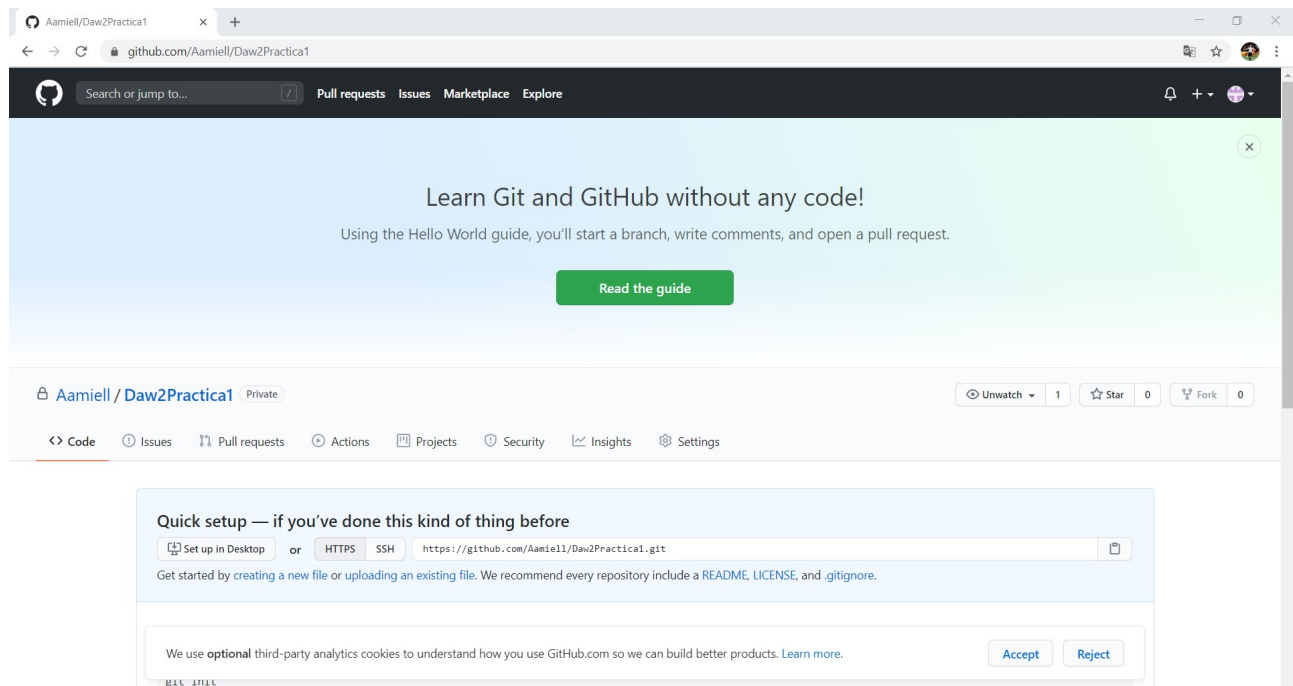 Aamiell/Daw2Practica1
github.com/Aamiell/Daw2Practica1
Search or jump to... / Pull requests Issues Marketplace Explore
Learn Git and GitHub without any code!
Using the Hello World guide, you'll start a branch, write comments, and open a pull request.
Read the guide
Aamiell / Daw2Practica1 Private Unwatch 1 Star 0 Fork 0
<> Code Issues Pull requests Actions Projects Security Insights Settings
Quick setup — if you've done this kind of thing before
Set up in Desktop or HTTPS SSH https://github.com/Aamiell/Daw2Practica1.git
Get started by creating a new file or uploading an existing file. We recommend every repository include a README, LICENSE, and .gitignore.
We use optional third-party analytics cookies to understand how you use GitHub.com so we can build better products. Learn more. Accept Reject
git init